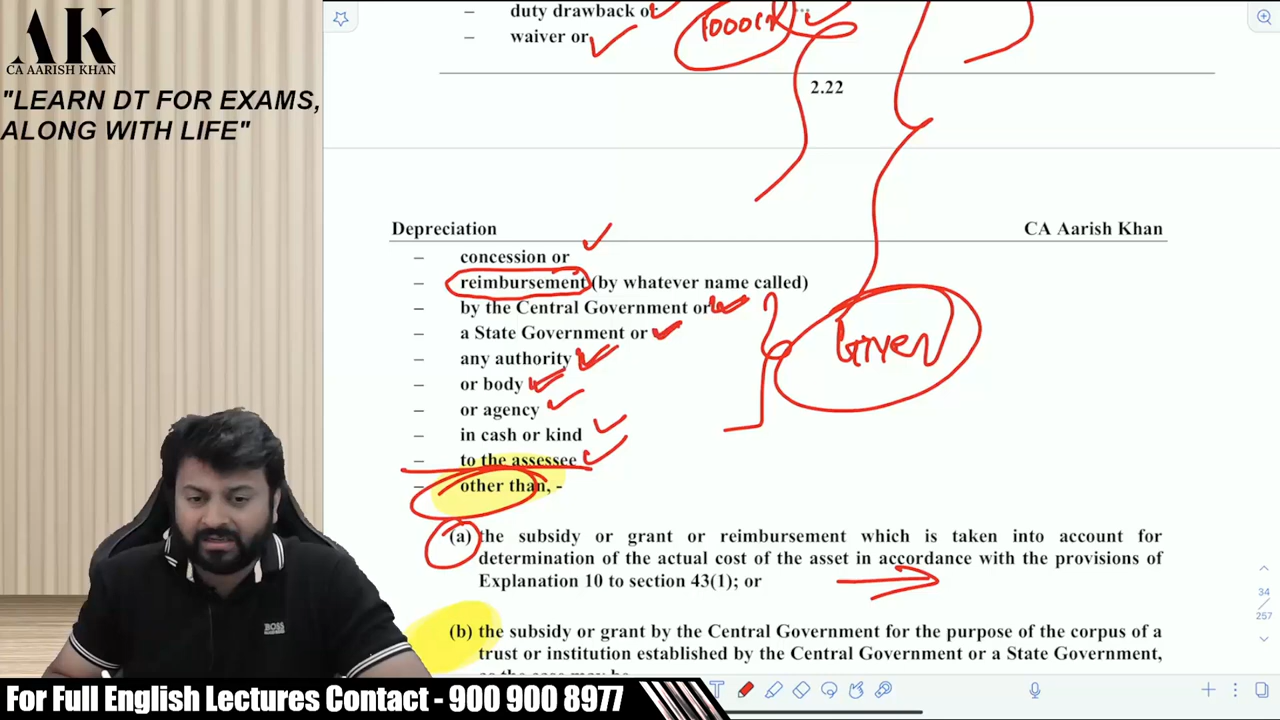 AK
CA AARISH KHAN
"LEARN DT FOR EXAMS,
ALONG WITH LIFE"
– duty drawback or
– waiver or
2.22
Depreciation CA Aarish Khan
– concession or
– reimbursement (by whatever name called)
– by the Central Government or
– a State Government or
– any authority
– or body
– or agency
– in cash or kind
– to the assessee
– other than, -
Given
(a) the subsidy or grant or reimbursement which is taken into account for
determination of the actual cost of the asset in accordance with the provisions of
Explanation 10 to section 43(1); or
(b) the subsidy or grant by the Central Government for the purpose of the corpus of a
trust or institution established by the Central Government or a State Government,
34
257
BOSS
For Full English Lectures Contact - 900 900 8977